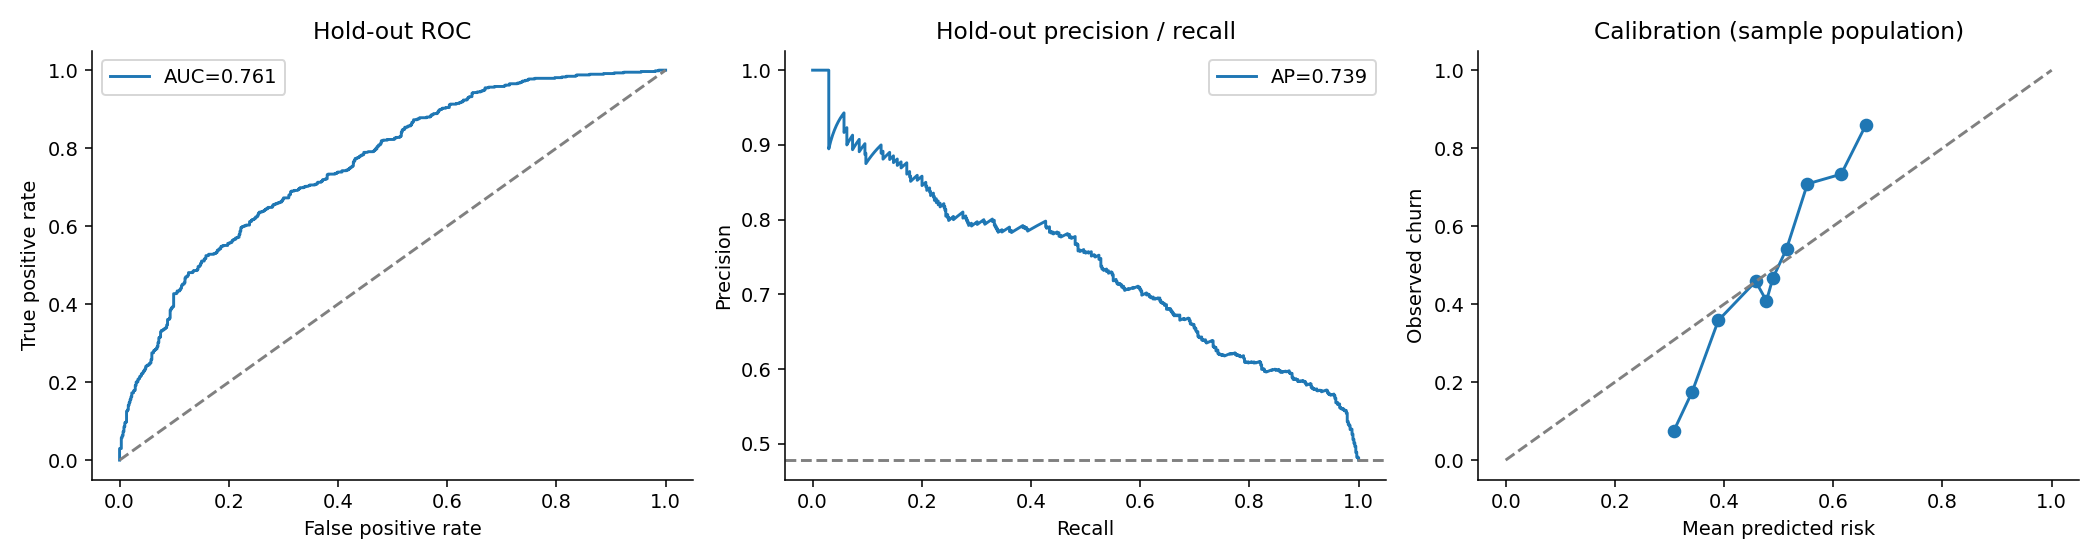 Hold-out ROC
AUC=0.761
True positive rate
1.0
0.8
0.6
0.4
0.2
0.0
0.0 0.2 0.4 0.6 0.8 1.0
False positive rate
Hold-out precision / recall
AP=0.739
Precision
1.0
0.9
0.8
0.7
0.6
0.5
0.0 0.2 0.4 0.6 0.8 1.0
Recall
Calibration (sample population)
Observed churn
1.0
0.8
0.6
0.4
0.2
0.0
0.0 0.2 0.4 0.6 0.8 1.0
Mean predicted risk